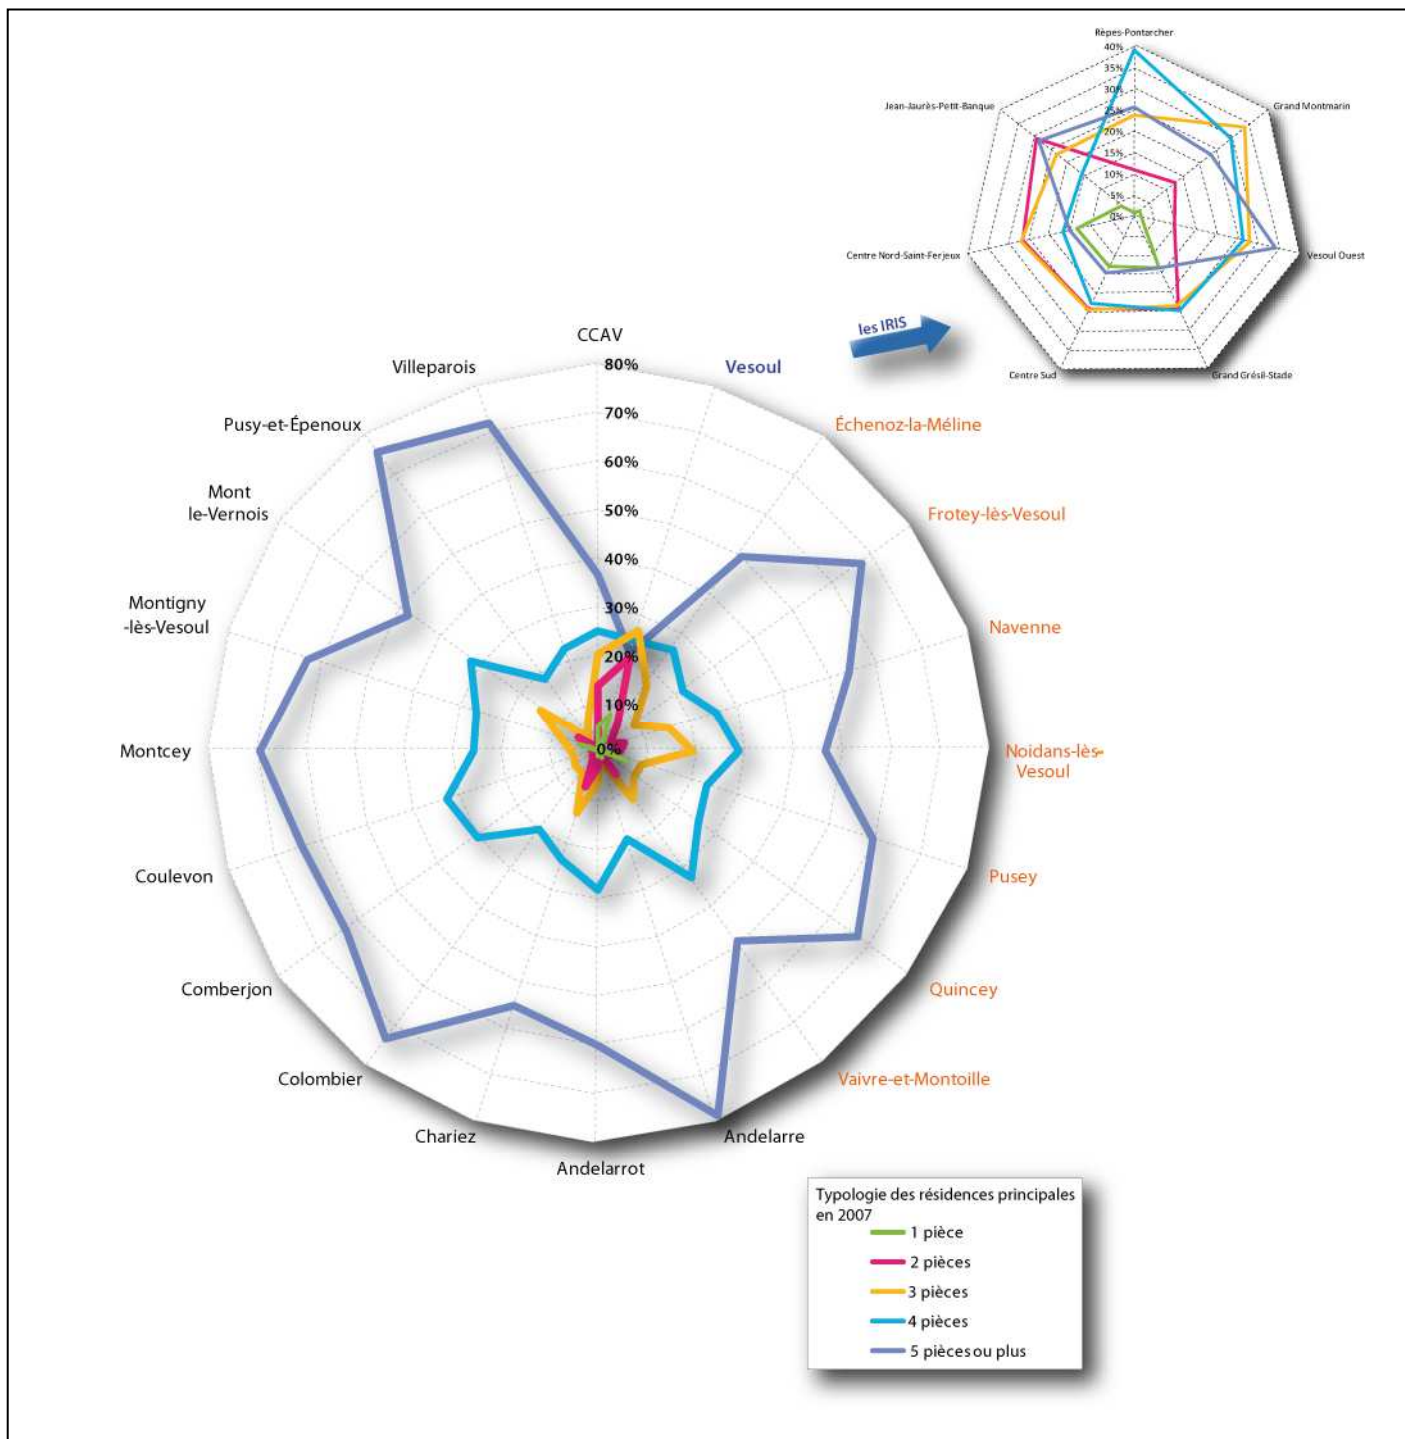 Rèpes-Pontarcher
40%
35%
30%
25%
20%
15%
10%
5%
0%
Jean-Jaurès-Petit-Banque
Grand Montmarin
Centre Nord-Saint-Ferjeux
Vesoul Ouest
Centre Sud
Grand Grésil-Stade
les IRIS
CCAV
80%
70%
60%
50%
40%
30%
20%
10%
0%
Vesoul
Échenoz-la-Méline
Frotey-lès-Vesoul
Navenne
Noidans-lès-
Vesoul
Pusey
Quincey
Vaivre-et-Montoille
Andelarre
Andelarrot
Chariez
Colombier
Comberjon
Coulevon
Montcey
Montigny
-lès-Vesoul
Mont
le-Vernois
Pusy-et-Épenoux
Villeparois
Typologie des résidences principales
en 2007
1 pièce
2 pièces
3 pièces
4 pièces
5 pièces ou plus